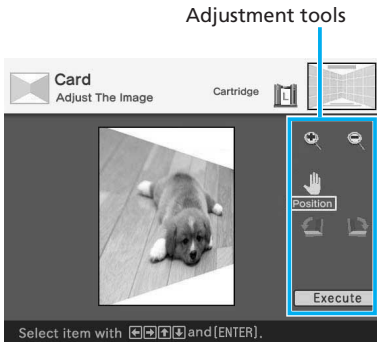 Adjustment tools
Card
Adjust The Image
Cartridge
L
Position
Execute
Select item with ←→↑↓ and [ENTER].